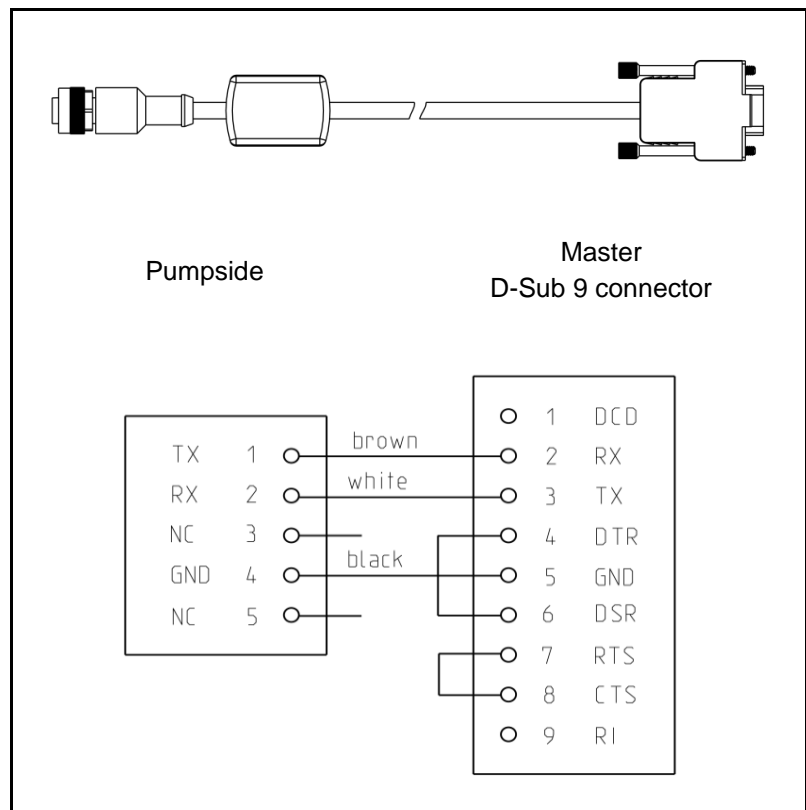 Pumpside
Master
D-Sub 9 connector
TX 1
RX 2
NC 3
GND 4
NC 5
brown
white
black
1 DCD
2 RX
3 TX
4 DTR
5 GND
6 DSR
7 RTS
8 CTS
9 RI